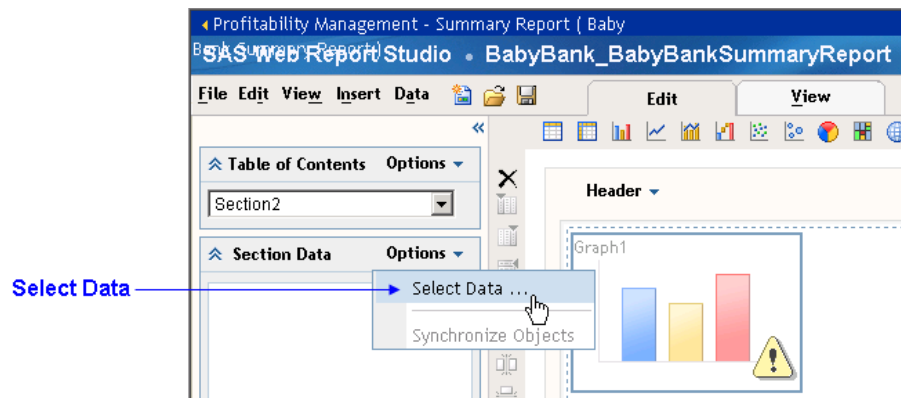 Profitability Management - Summary Report ( Baby
Bank Summary Report )
SAS Web Report Studio • BabyBank_BabyBankSummaryReport
File Edit View Insert Data Edit View
Table of Contents Options
Header
Section2
Section Data Options
Graph1
Select Data
Select Data ...
Synchronize Objects